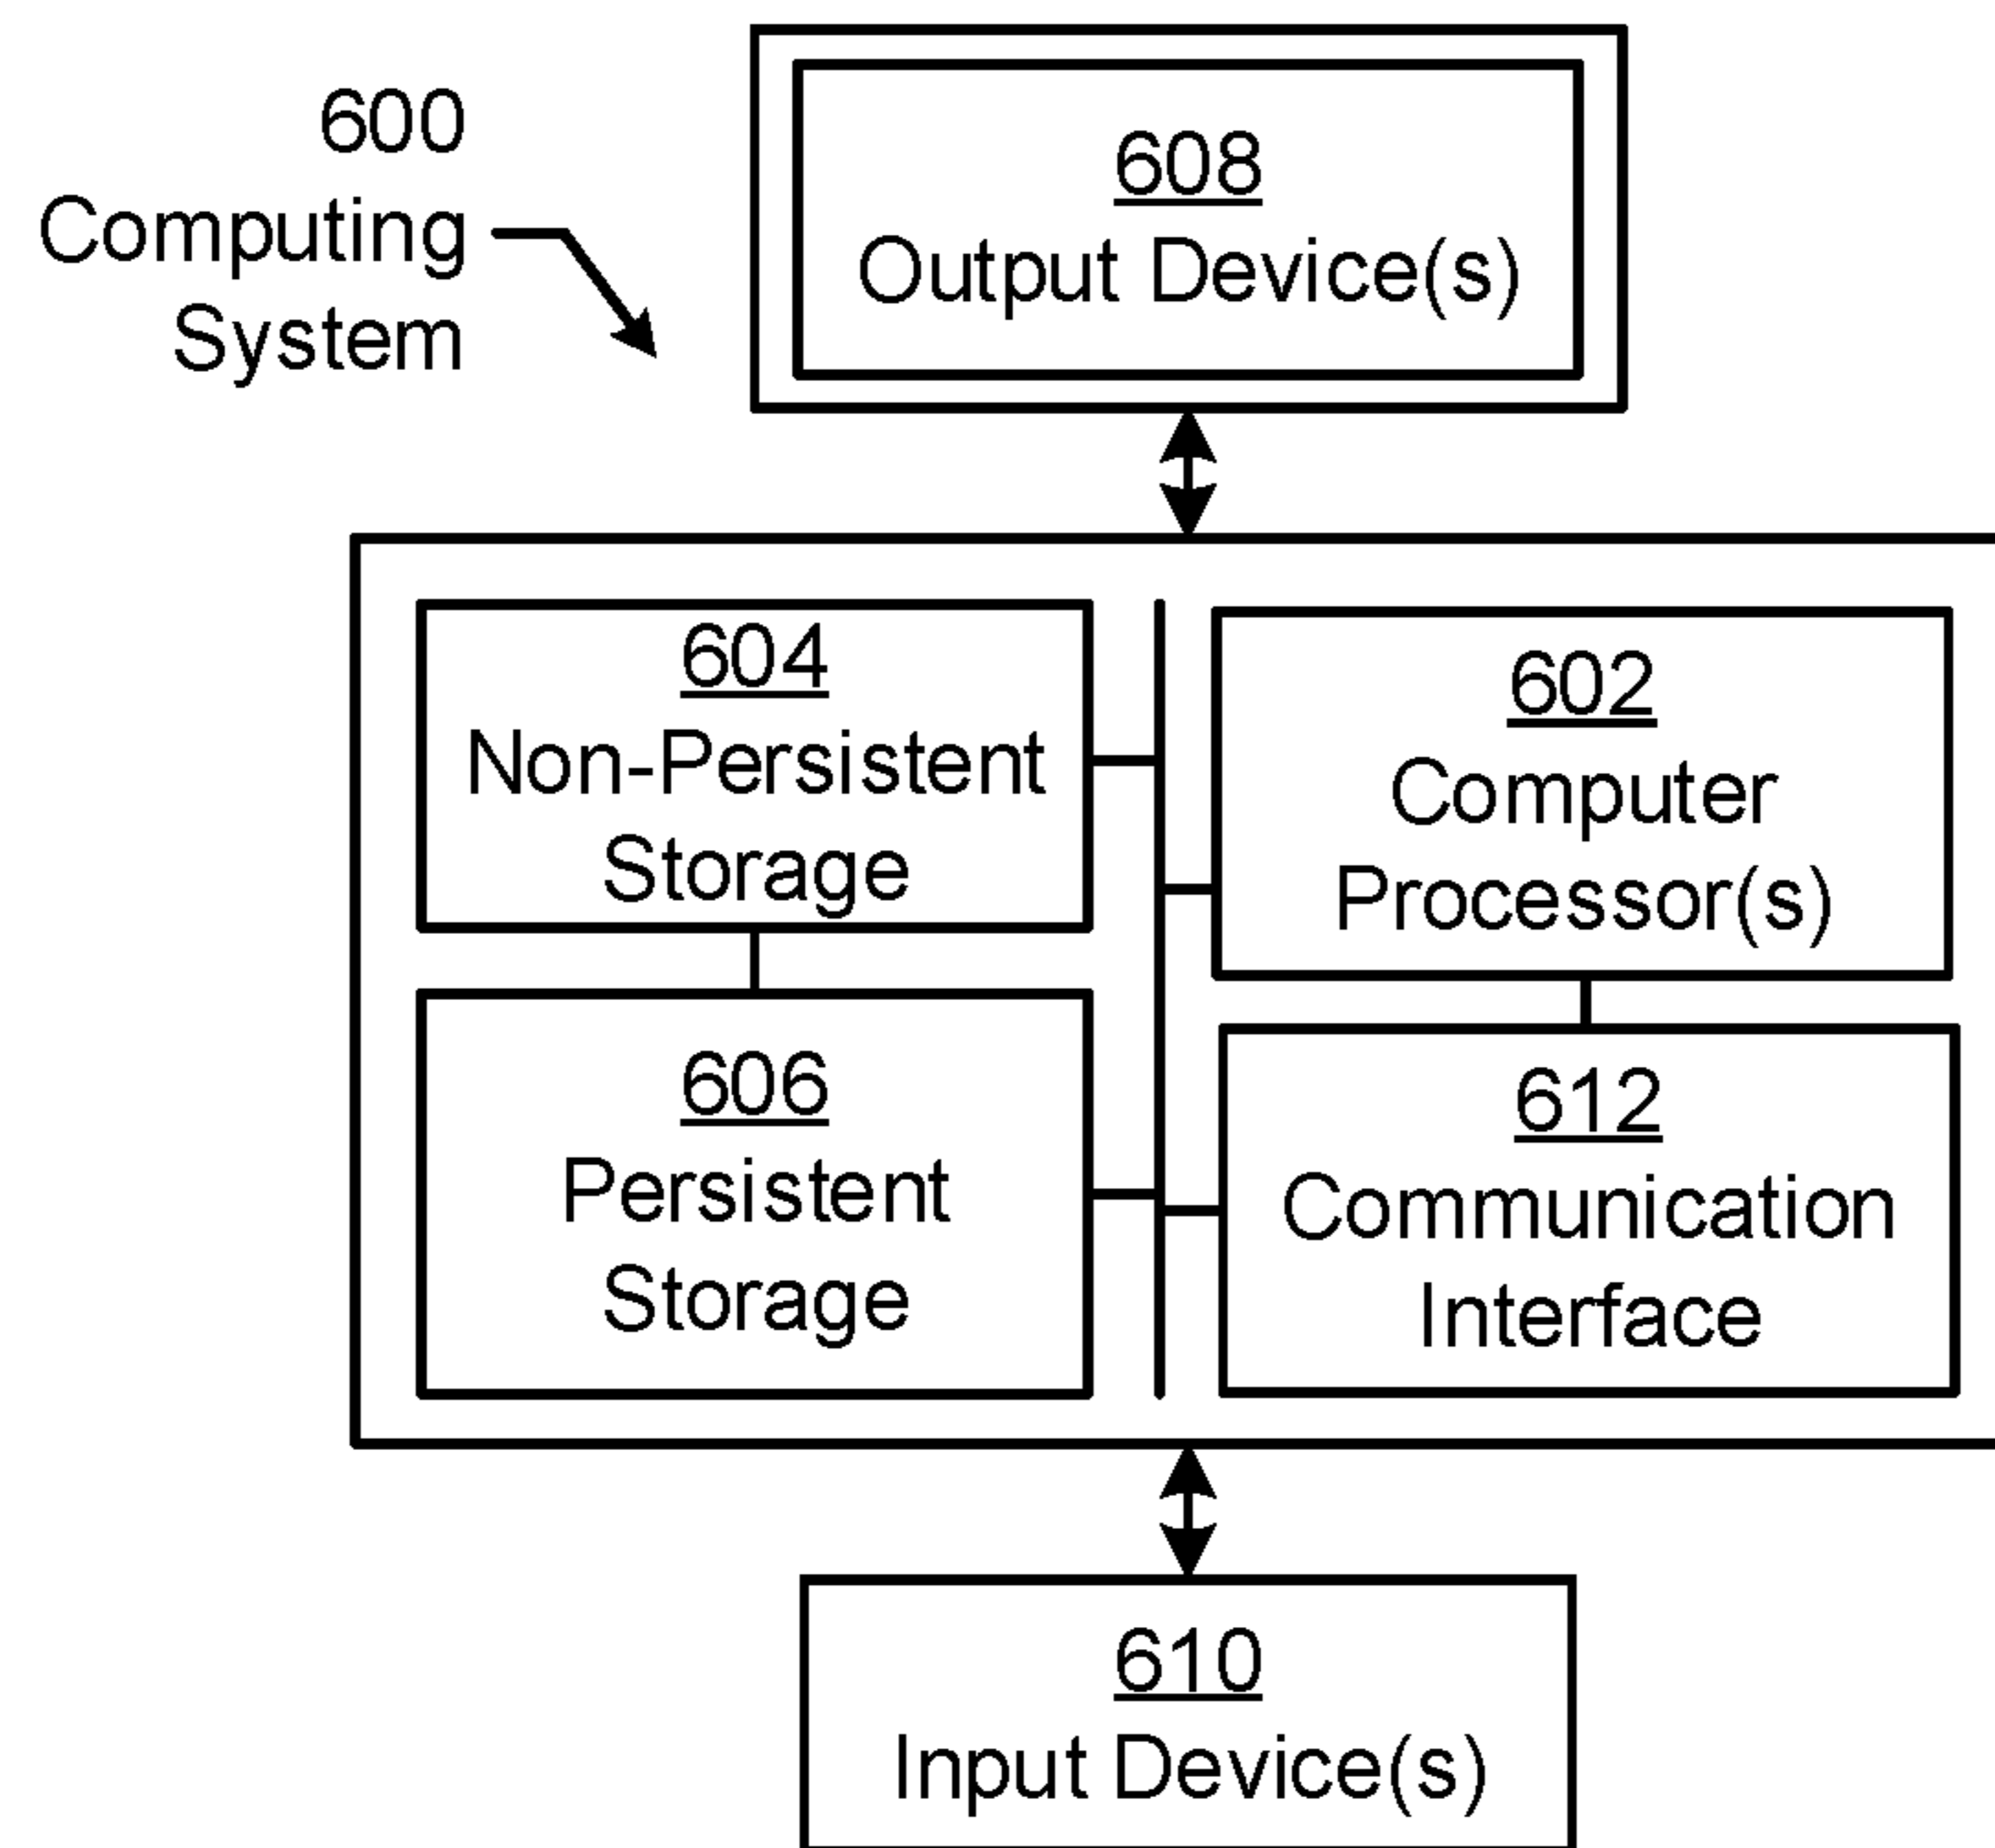 600
Computing
System
608
Output Device(s)
604
Non-Persistent
Storage
602
Computer
Processor(s)
606
Persistent
Storage
612
Communication
Interface
610
Input Device(s)